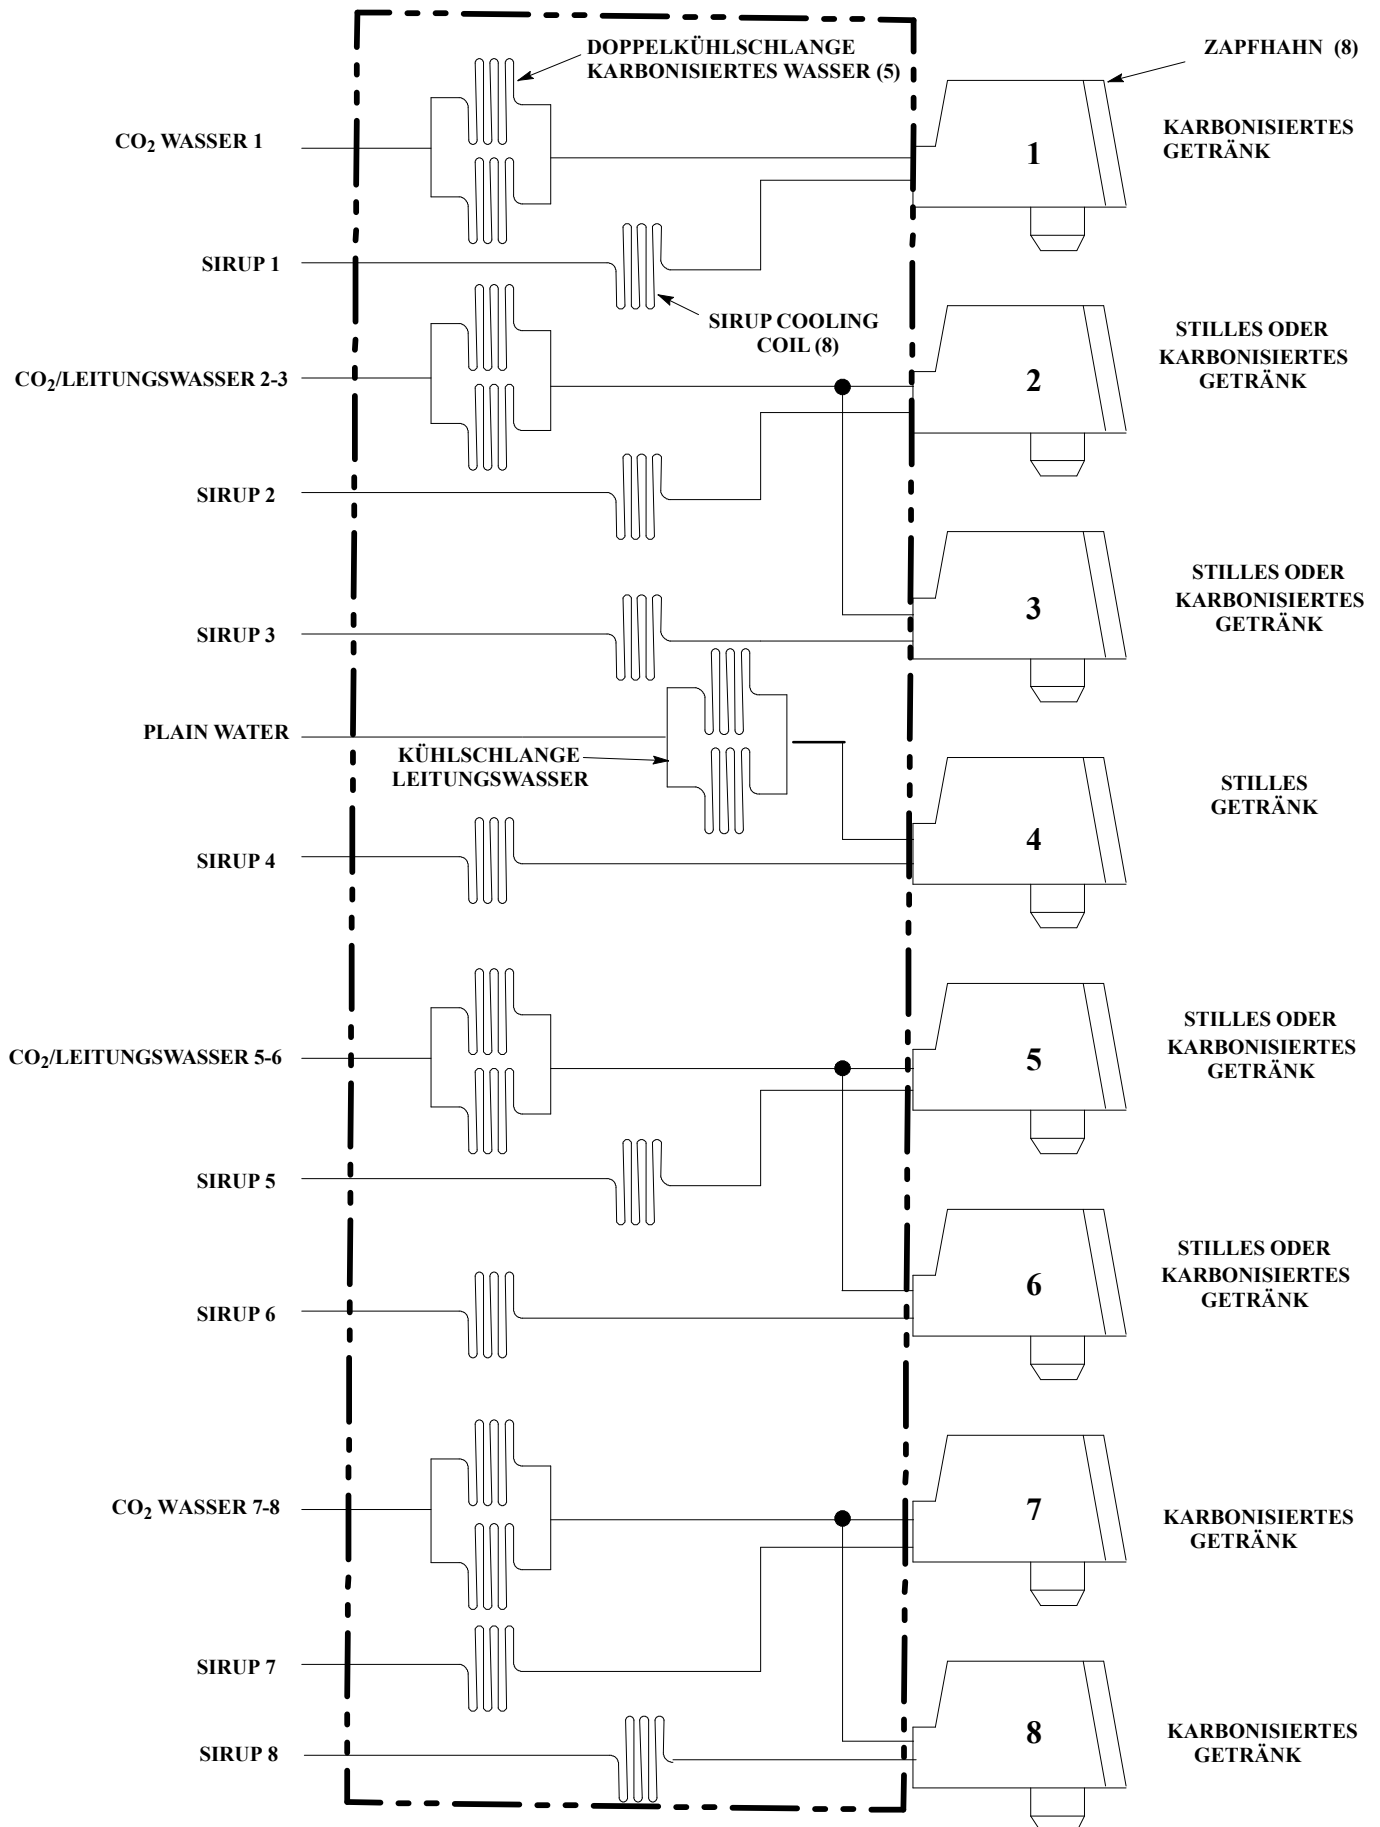 DOPPELKÜHLSCHLANGE
KARBONISIERTES WASSER (5)
ZAPFHAHN (8)
CO₂ WASSER 1
1
KARBONISIERTES
GETRÄNK
SIRUP 1
SIRUP COOLING
COIL (8)
CO₂/LEITUNGSWASSER 2-3
2
STILLES ODER
KARBONISIERTES
GETRÄNK
SIRUP 2
3
STILLES ODER
KARBONISIERTES
GETRÄNK
SIRUP 3
PLAIN WATER
KÜHLSCHLANGE
LEITUNGSWASSER
4
STILLES
GETRÄNK
SIRUP 4
CO₂/LEITUNGSWASSER 5-6
5
STILLES ODER
KARBONISIERTES
GETRÄNK
SIRUP 5
6
STILLES ODER
KARBONISIERTES
GETRÄNK
SIRUP 6
CO₂ WASSER 7-8
7
KARBONISIERTES
GETRÄNK
SIRUP 7
8
KARBONISIERTES
GETRÄNK
SIRUP 8